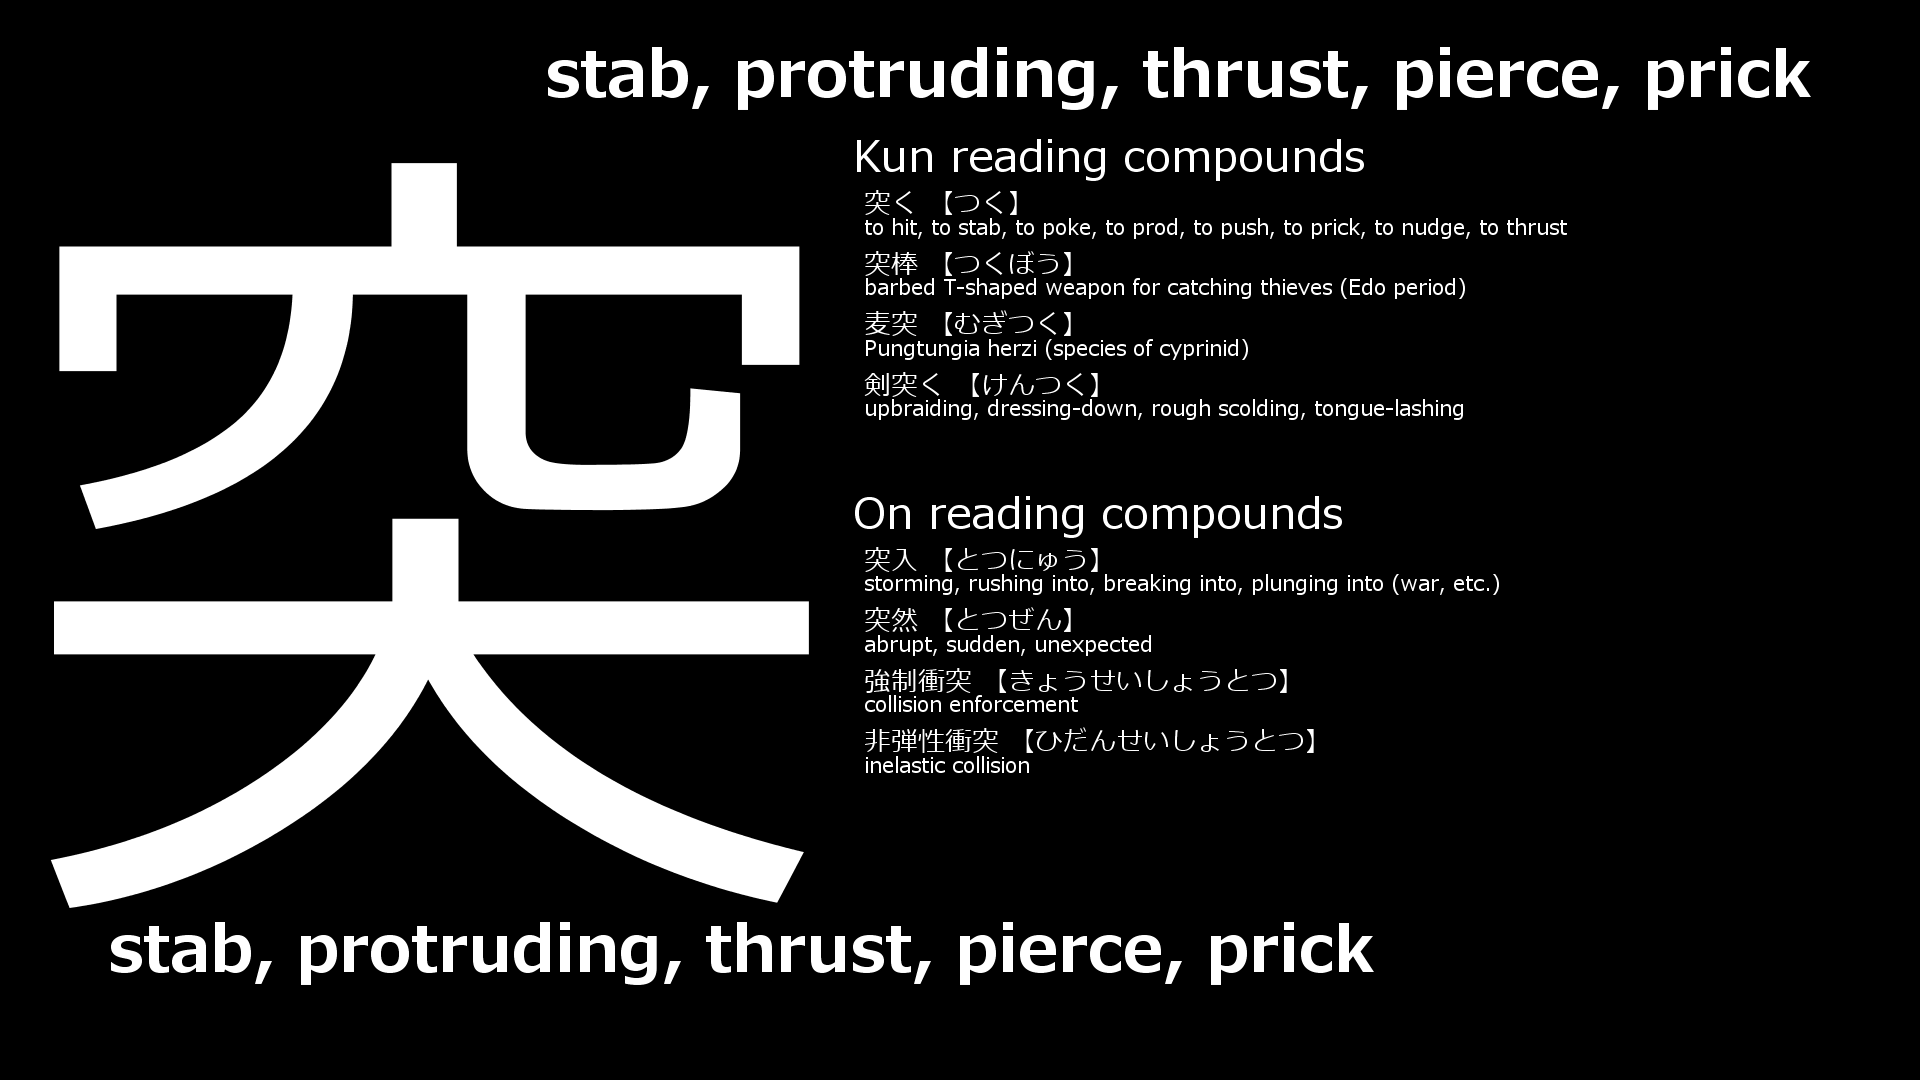 stab, protruding, thrust, pierce, prick
突
Kun reading compounds
突く 【つく】
to hit, to stab, to poke, to prod, to push, to prick, to nudge, to thrust
突棒 【つくぼう】
barbed T-shaped weapon for catching thieves (Edo period)
麦突 【むぎつく】
Pungtungia herzi (species of cyprinid)
剣突く 【けんつく】
upbraiding, dressing-down, rough scolding, tongue-lashing
On reading compounds
突入 【とつにゅう】
storming, rushing into, breaking into, plunging into (war, etc.)
突然 【とつぜん】
abrupt, sudden, unexpected
強制衝突 【きょうせいしょうとつ】
collision enforcement
非弾性衝突 【ひだんせいしょうとつ】
inelastic collision
stab, protruding, thrust, pierce, prick